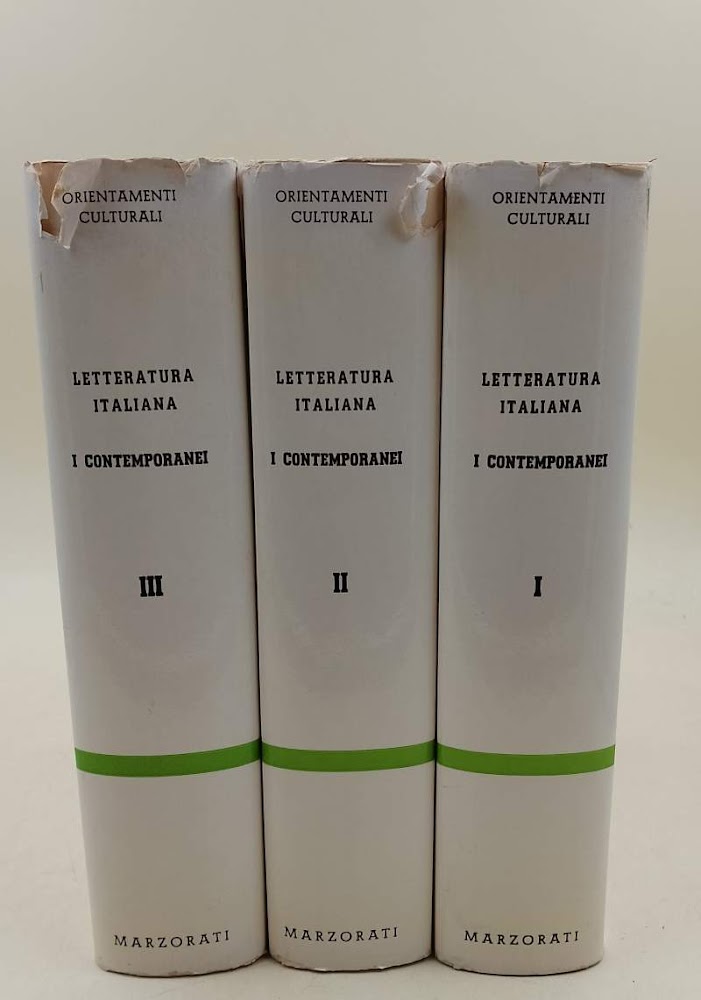 ORIENTAMENTI
CULTURALI
LETTERATURA
ITALIANA
I CONTEMPORANEI
III
MARZORATI
ORIENTAMENTI
CULTURALI
LETTERATURA
ITALIANA
I CONTEMPORANEI
II
MARZORATI
ORIENTAMENTI
CULTURALI
LETTERATURA
ITALIANA
I CONTEMPORANEI
I
MARZORATI